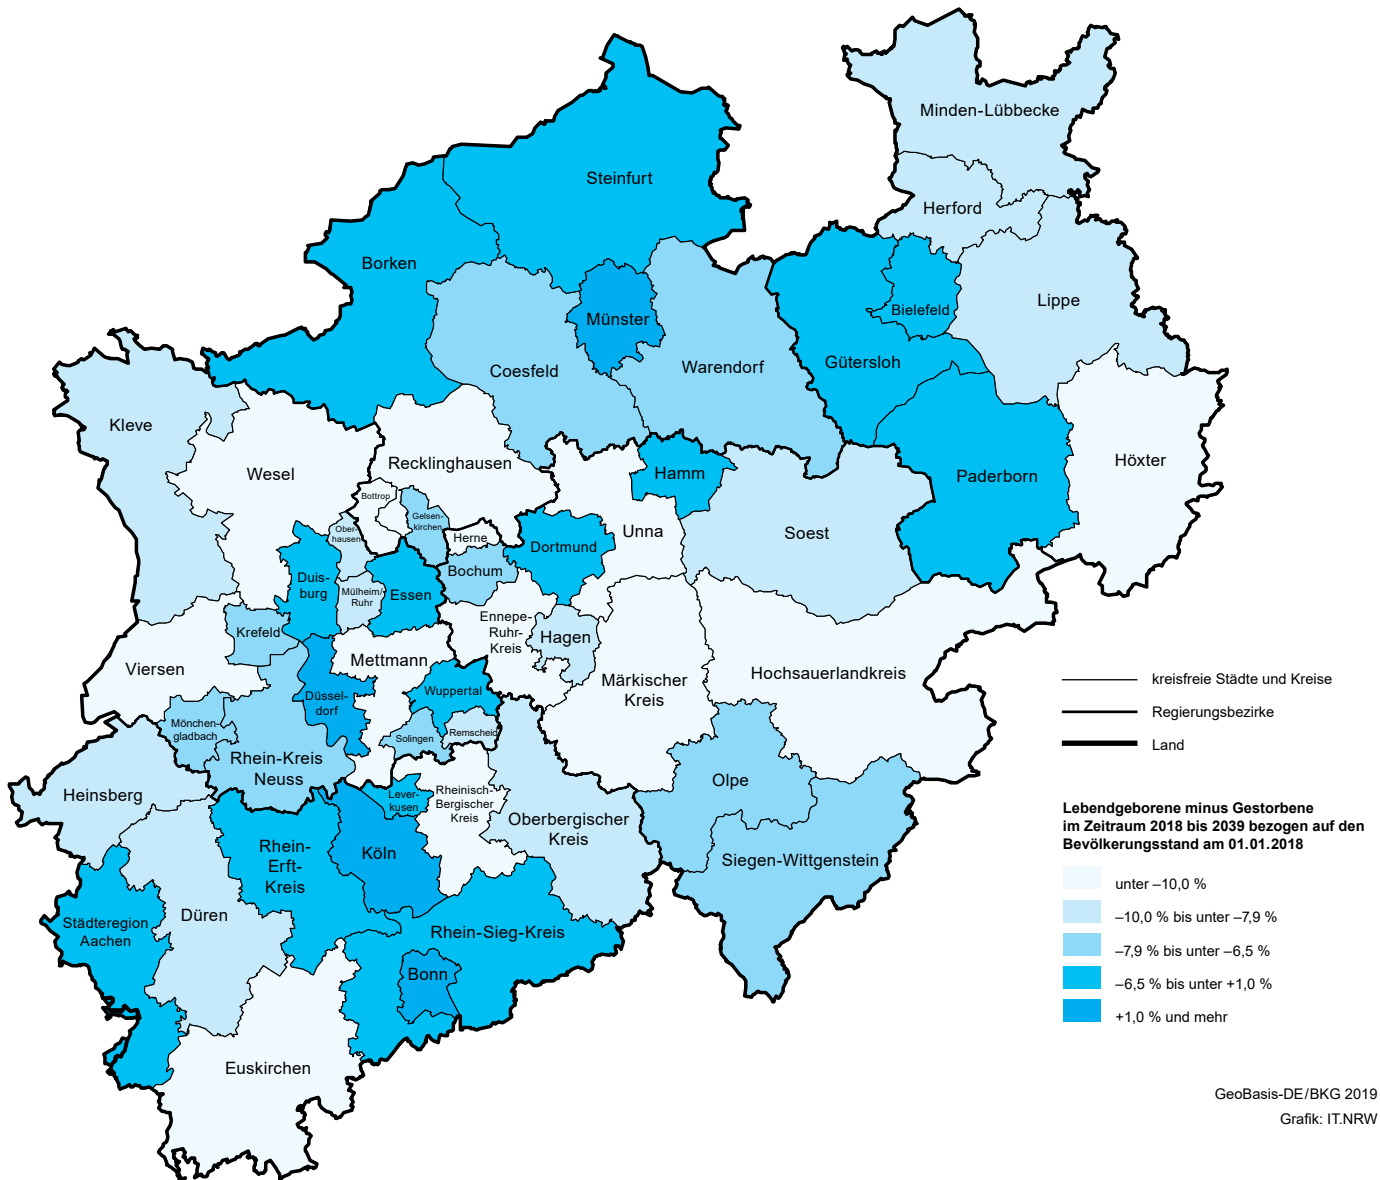 Minden-Lübbecke
Steinfurt
Herford
Borken
Lippe
Bielefeld
Münster
Gütersloh
Warendorf
Coesfeld
Kleve
Recklinghausen
Höxter
Wesel
Hamm
Paderborn
Bottrop
Gelsen-
kirchen
Ober-
hausen
Unna
Soest
Herne
Dortmund
Bochum
Duis-
burg
Mülheim/
Ruhr
Essen
Ennepe-
Ruhr-
Kreis
Krefeld
Hagen
Mettmann
Viersen
Hochsauerlandkreis
Märkischer
Kreis
Düssel-
dorf
Wuppertal
Mönchen-
gladbach
Solingen
Remscheid
Rhein-Kreis
Neuss
Olpe
Heinsberg
Lever-
kusen
Rheinisch-
Bergischer
Kreis
Oberbergischer
Kreis
Rhein-
Erft-
Kreis
Köln
Siegen-Wittgenstein
Düren
Städteregion
Aachen
Rhein-Sieg-Kreis
Bonn
Euskirchen
kreisfreie Städte und Kreise
Regierungsbezirke
Land
Lebendgeborene minus Gestorbene
im Zeitraum 2018 bis 2039 bezogen auf den
Bevölkerungsstand am 01.01.2018
unter –10,0 %
–10,0 % bis unter –7,9 %
–7,9 % bis unter –6,5 %
–6,5 % bis unter +1,0 %
+1,0 % und mehr
GeoBasis-DE/BKG 2019
Grafik: IT.NRW